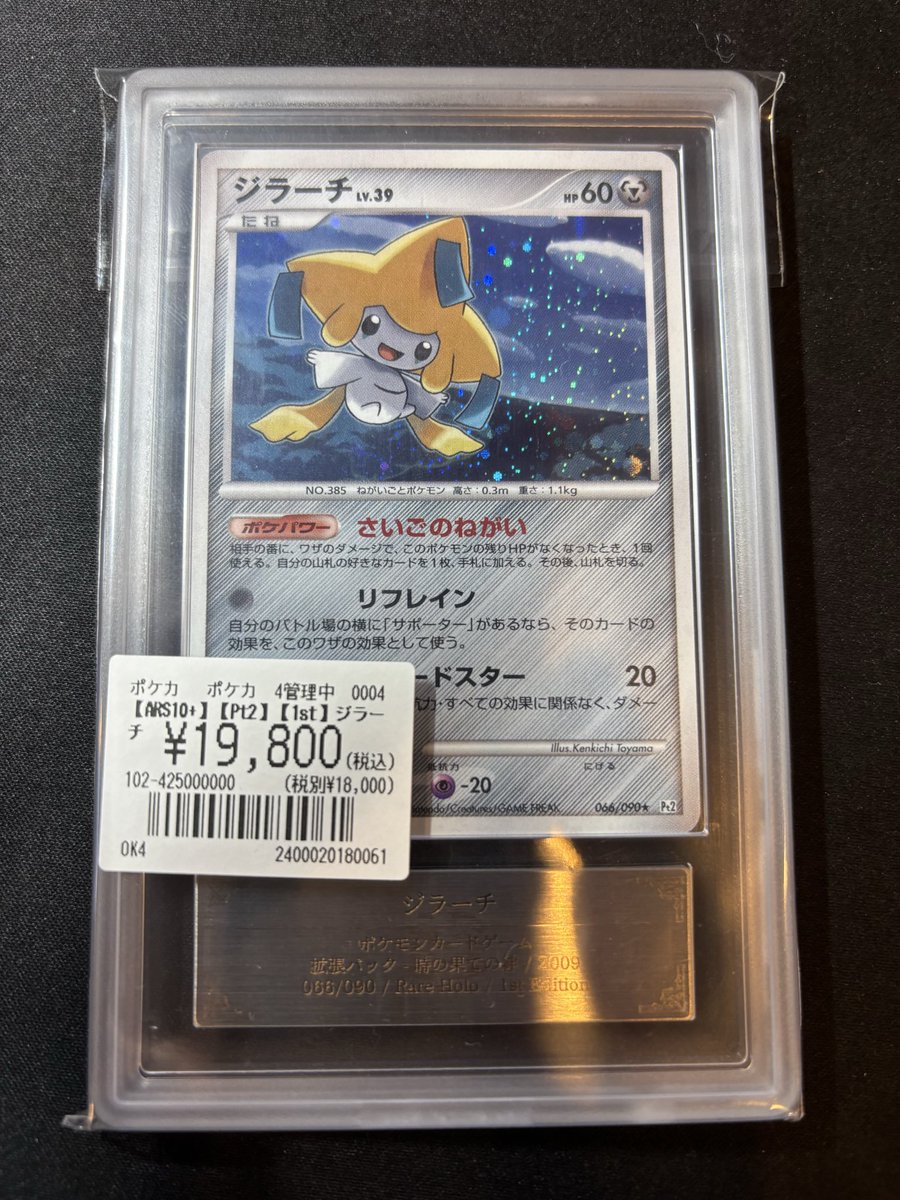 ジラーチ LV.39 HP 60
たね
NO.385 ねがいごとポケモン 高さ:0.3m 重さ:1.1kg
ポケパワー さいごのねがい
相手の番に、ワザのダメージで、このポケモンの残りHPがなくなったとき、1回
使える。自分の山札の好きなカードを1枚、手札に加える。その後、山札を切る。
リフレイン
自分のバトル場の横に「サポーター」があるなら、そのカードの
効果を、このワザの効果として使う。
ードスター 20
力・すべての効果に関係なく、ダメー
Illus.Kenkichi Toyama
抵抗力 にげる
-20
/Creatures/GAME FREAK 066/090★ Pt2
ポケカ ポケカ 4管理中 0004
【ARS10+】【Pt2】【1st】ジラー
チ ¥19,800(税込)
102-425000000 (税別¥18,000)
OK4 2400020180061
ジラーチ
ポケモンカードゲーム
拡張パック - 時の果ての絆 / 2009
066/090 / Rare Holo / 1st Edition